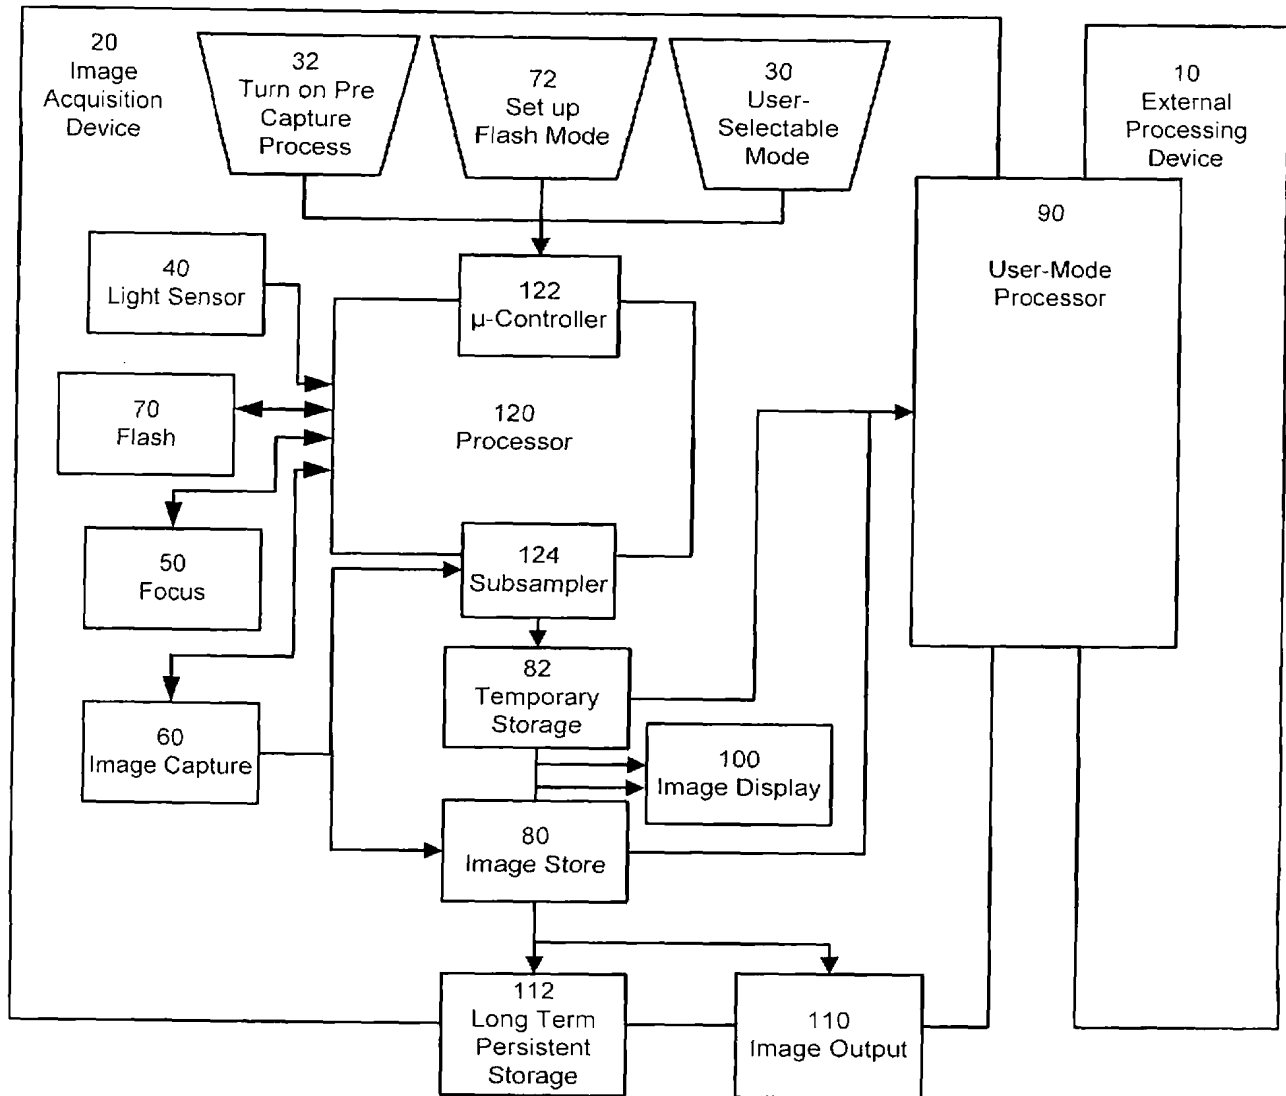 20
Image
Acquisition
Device
32
Turn on Pre
Capture
Process
72
Set up
Flash Mode
30
User-
Selectable
Mode
10
External
Processing
Device
90
User-Mode
Processor
40
Light Sensor
122
µ-Controller
70
Flash
120
Processor
50
Focus
124
Subsampler
82
Temporary
Storage
60
Image Capture
100
Image Display
80
Image Store
112
Long Term
Persistent
Storage
110
Image Output